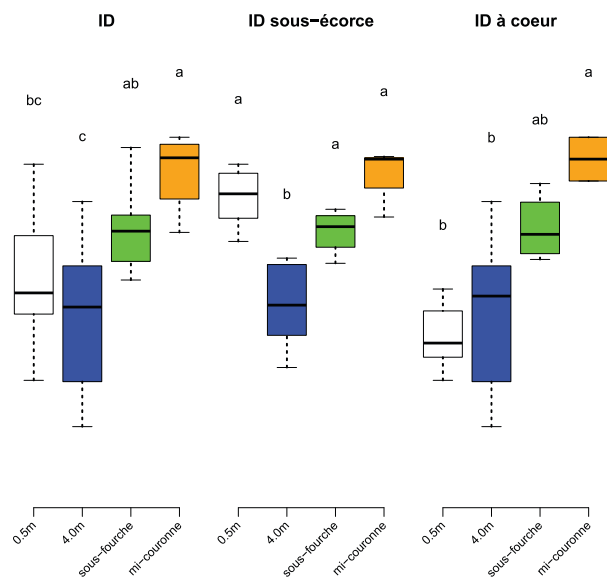 ID
ID sous−écorce
ID à coeur
bc
c
ab
a
a
b
a
a
b
b
ab
a
0.5m
4.0m
sous−fourche
mi−couronne
0.5m
4.0m
sous−fourche
mi−couronne
0.5m
4.0m
sous−fourche
mi−couronne